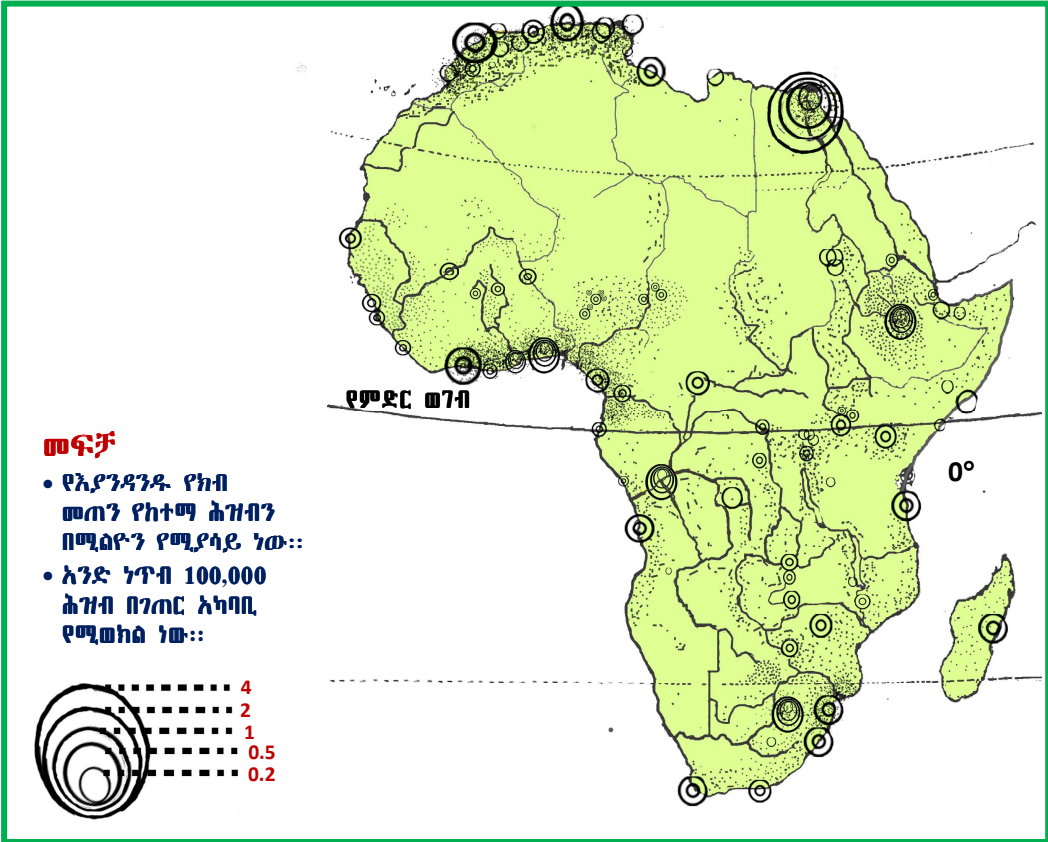 የምድር ወገብ
0°
መፍቻ
• የእያንዳንዱ የክብ
መጠን የከተማ ሕዝብን
በሚልዮን የሚያሳይ ነው፡፡
• አንድ ነጥብ 100,000
ሕዝብ በገጠር አካባቢ
የሚወክል ነው፡፡
4
2
1
0.5
0.2